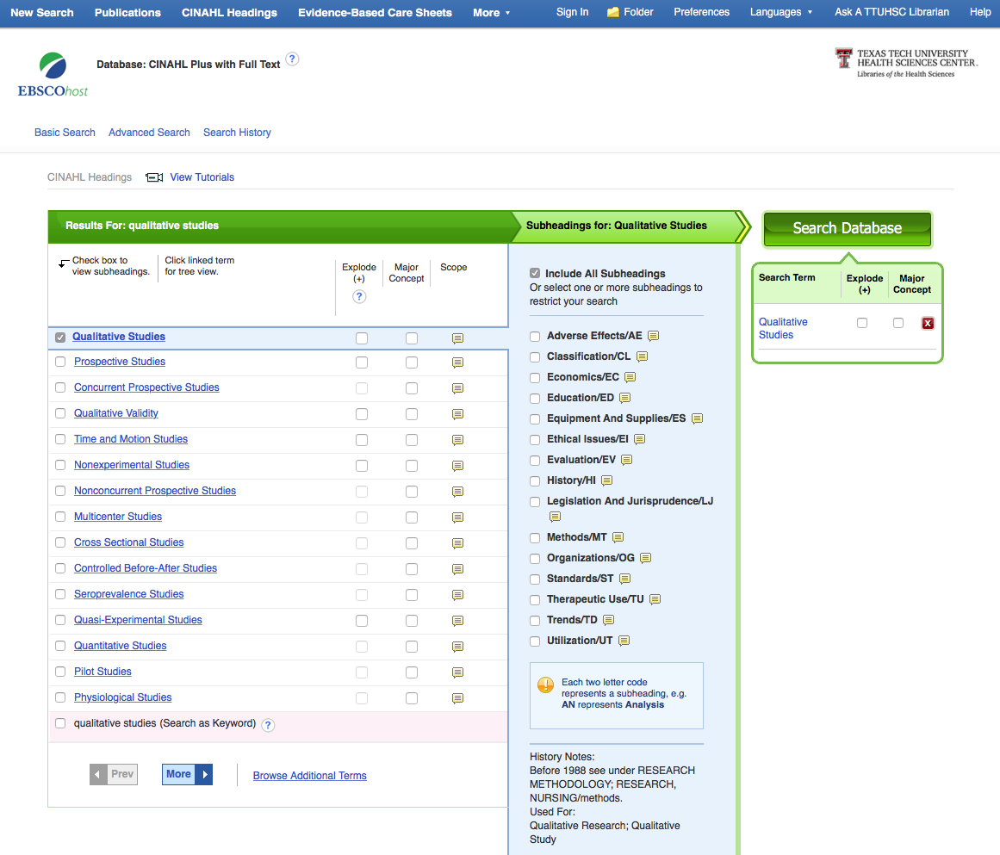 New Search Publications CINAHL Headings Evidence-Based Care Sheets More Sign In Folder Preferences Languages Ask A TTUHSC Librarian Help
EBSCOhost
Database: CINAHL Plus with Full Text ?
TEXAS TECH UNIVERSITY
HEALTH SCIENCES CENTER.
Libraries of the Health Sciences
Basic Search Advanced Search Search History
CINAHL Headings View Tutorials
Results For: qualitative studies
Check box to
view subheadings.
Click linked term
for tree view.
Explode
(+)
?
Major
Concept
Scope
Qualitative Studies
Prospective Studies
Concurrent Prospective Studies
Qualitative Validity
Time and Motion Studies
Nonexperimental Studies
Nonconcurrent Prospective Studies
Multicenter Studies
Cross Sectional Studies
Controlled Before-After Studies
Seroprevalence Studies
Quasi-Experimental Studies
Quantitative Studies
Pilot Studies
Physiological Studies
qualitative studies (Search as Keyword) ?
Prev More Browse Additional Terms
Subheadings for: Qualitative Studies
Include All Subheadings
Or select one or more subheadings to
restrict your search
Adverse Effects/AE
Classification/CL
Economics/EC
Education/ED
Equipment And Supplies/ES
Ethical Issues/EI
Evaluation/EV
History/HI
Legislation And Jurisprudence/LJ
Methods/MT
Organizations/OG
Standards/ST
Therapeutic Use/TU
Trends/TD
Utilization/UT
Each two letter code
represents a subheading, e.g.
AN represents Analysis
History Notes:
Before 1988 see under RESEARCH
METHODOLOGY; RESEARCH,
NURSING/methods.
Used For:
Qualitative Research; Qualitative
Study
Search Database
Search Term
Explode
(+)
Major
Concept
Qualitative
Studies
X